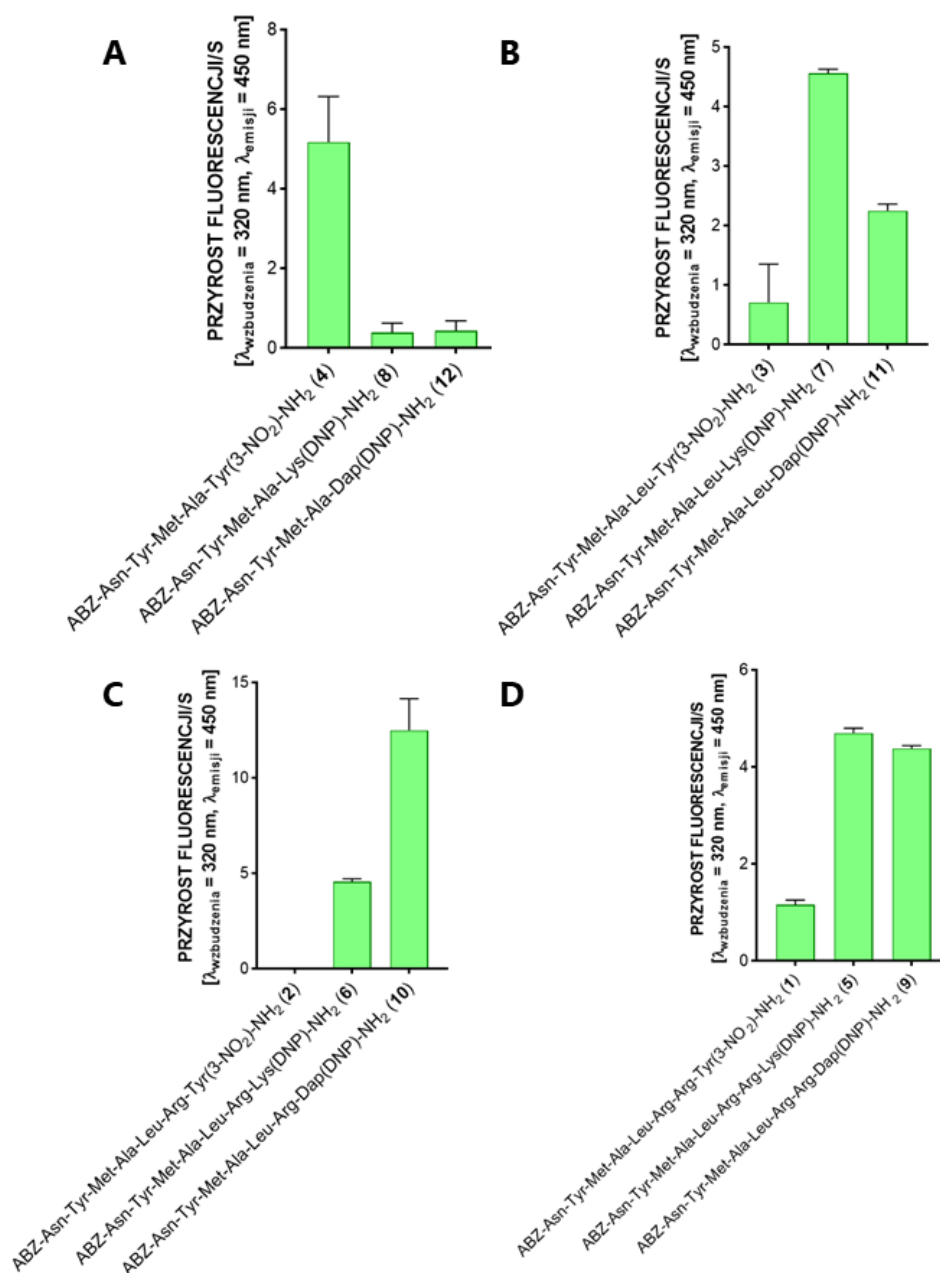 A
PRZYROST FLUORESCENCJI/S
[λwzbudzenia = 320 nm, λemisji = 450 nm]
8
6
4
2
0
ABZ-Asn-Tyr-Met-Ala-Tyr(3-NO₂)-NH₂ (4)
ABZ-Asn-Tyr-Met-Ala-Lys(DNP)-NH₂ (8)
ABZ-Asn-Tyr-Met-Ala-Dap(DNP)-NH₂ (12)
B
PRZYROST FLUORESCENCJI/S
[λwzbudzenia = 320 nm, λemisji = 450 nm]
5
4
3
2
1
0
ABZ-Asn-Tyr-Met-Ala-Leu-Tyr(3-NO₂)-NH₂ (3)
ABZ-Asn-Tyr-Met-Ala-Leu-Lys(DNP)-NH₂ (7)
ABZ-Asn-Tyr-Met-Ala-Leu-Dap(DNP)-NH₂ (11)
C
PRZYROST FLUORESCENCJI/S
[λwzbudzenia = 320 nm, λemisji = 450 nm]
15
10
5
0
ABZ-Asn-Tyr-Met-Ala-Leu-Arg-Tyr(3-NO₂)-NH₂ (2)
ABZ-Asn-Tyr-Met-Ala-Leu-Arg-Lys(DNP)-NH₂ (6)
ABZ-Asn-Tyr-Met-Ala-Leu-Arg-Dap(DNP)-NH₂ (10)
D
PRZYROST FLUORESCENCJI/S
[λwzbudzenia = 320 nm, λemisji = 450 nm]
6
4
2
0
ABZ-Asn-Tyr-Met-Ala-Leu-Arg-Arg-Tyr(3-NO₂)-NH₂ (1)
ABZ-Asn-Tyr-Met-Ala-Leu-Arg-Arg-Lys(DNP)-NH₂ (5)
ABZ-Asn-Tyr-Met-Ala-Leu-Arg-Arg-Dap(DNP)-NH₂ (9)